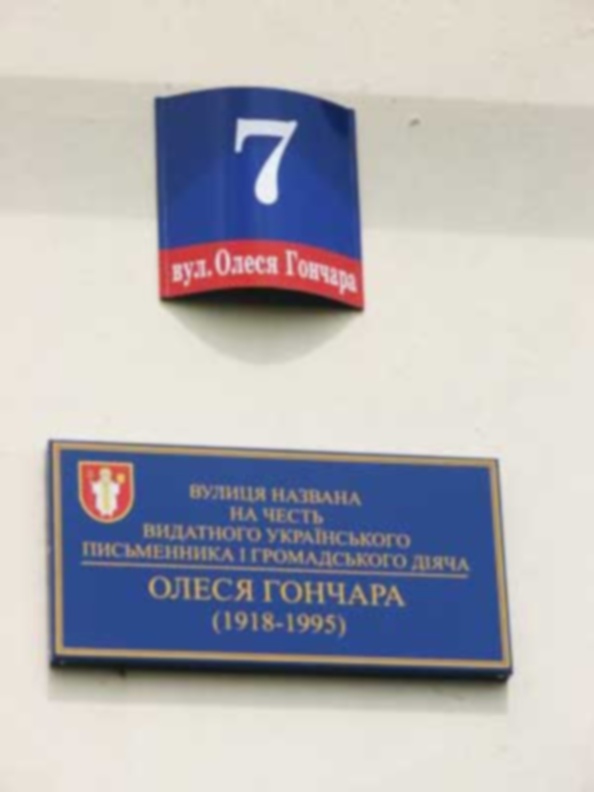 7
вул. Олеся Гончара
ВУЛИЦЯ НАЗВАНА
НА ЧЕСТЬ
ВИДАТНОГО УКРАЇНСЬКОГО
ПИСЬМЕННИКА І ГРОМАДСЬКОГО ДІЯЧА
ОЛЕСЯ ГОНЧАРА
(1918-1995)